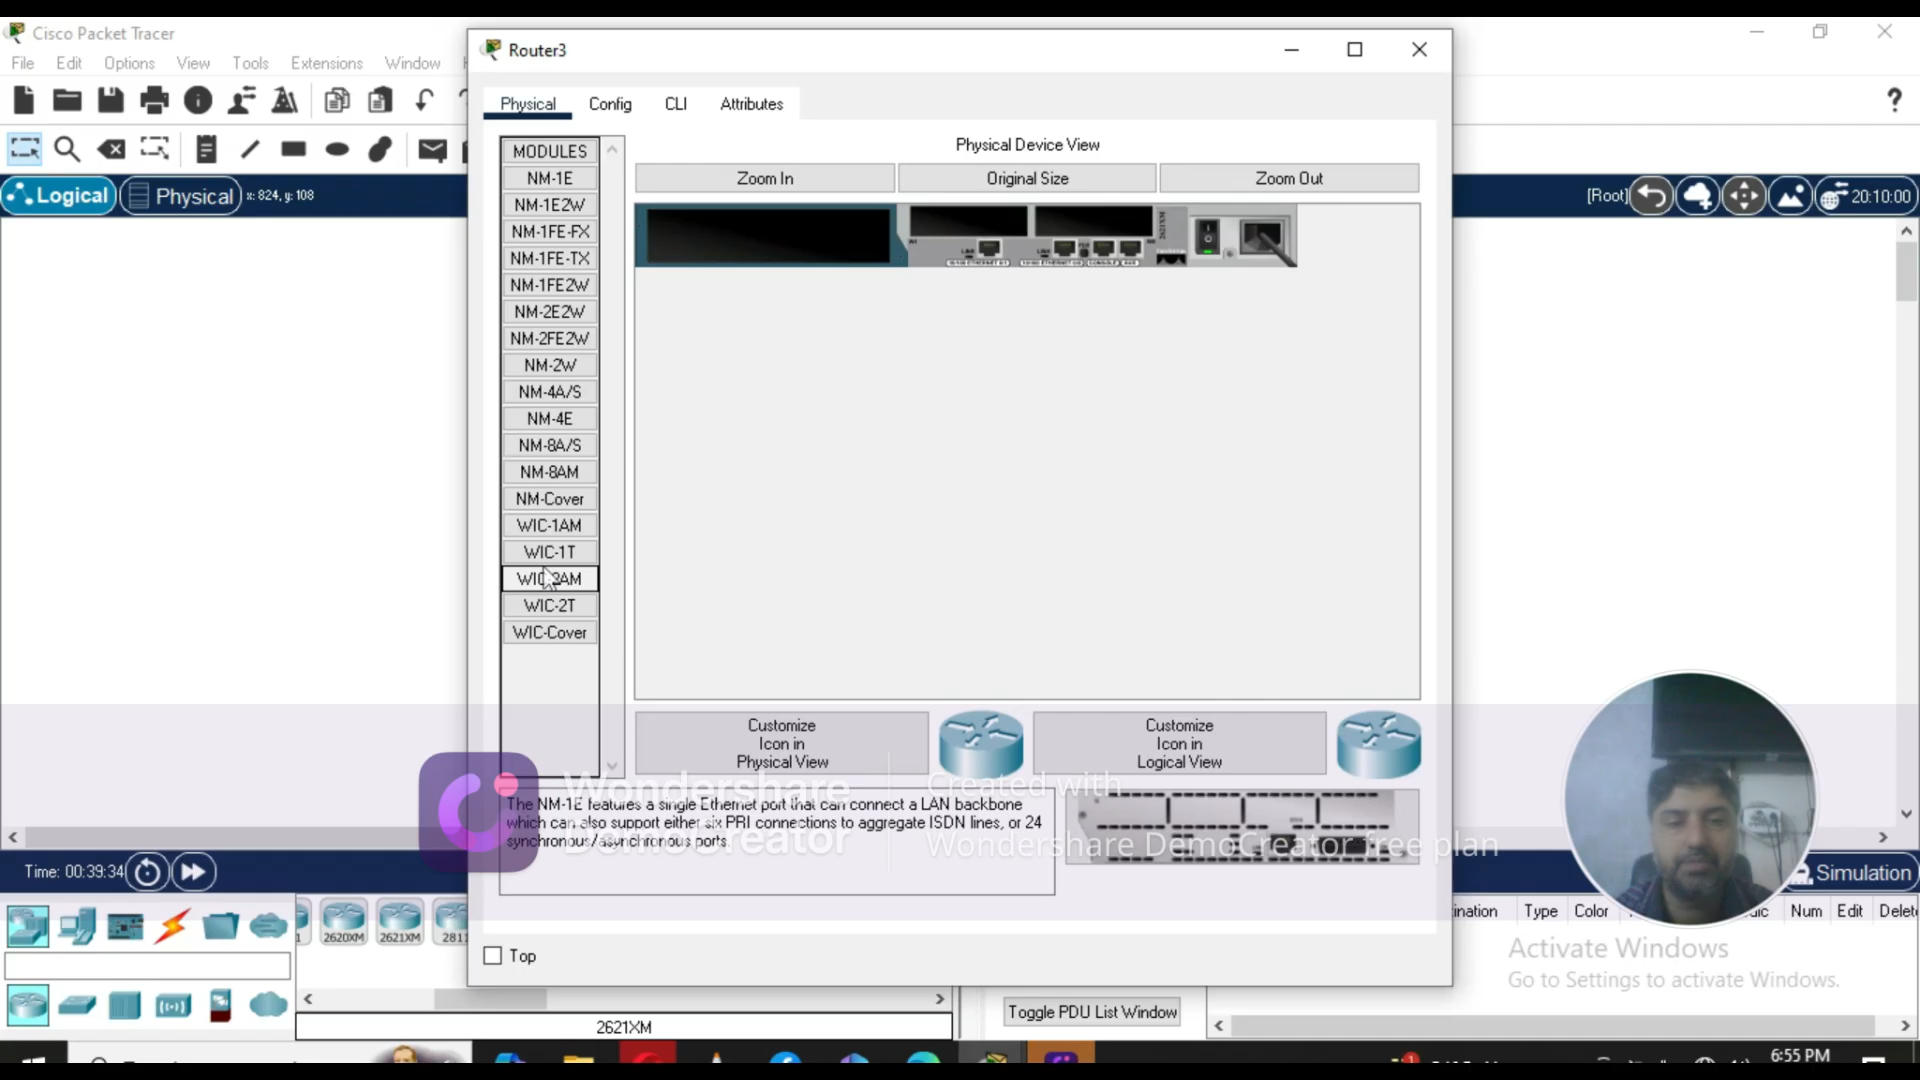 Cisco Packet Tracer
File Edit Options View Tools Extensions Window
Router3
Physical Config CLI Attributes
Logical Physical x: 824, y: 108
[Root] 20:10:00
MODULES
NM-1E
NM-1E2W
NM-1FE-FX
NM-1FE-TX
NM-1FE2W
NM-2E2W
NM-2FE2W
NM-2W
NM-4A/S
NM-4E
NM-8A/S
NM-8AM
NM-Cover
WIC-1AM
WIC-1T
WIC-2AM
WIC-2T
WIC-Cover
Physical Device View
Zoom In Original Size Zoom Out
2621XM
Customize
Icon in
Physical View
Customize
Icon in
Logical View
The NM-1E features a single Ethernet port that can connect a LAN backbone
which can also support either six PRI connections to aggregate ISDN lines, or 24
synchronous/asynchronous ports.
Wondershare
DemoCreator
Created with
Wondershare DemoCreator free plan
Top
Time: 00:39:34
Simulation
2620XM 2621XM 2811
2621XM
Toggle PDU List Window
Type Color Num Edit
Activate Windows
Go to Settings to activate Windows.
6:55 PM